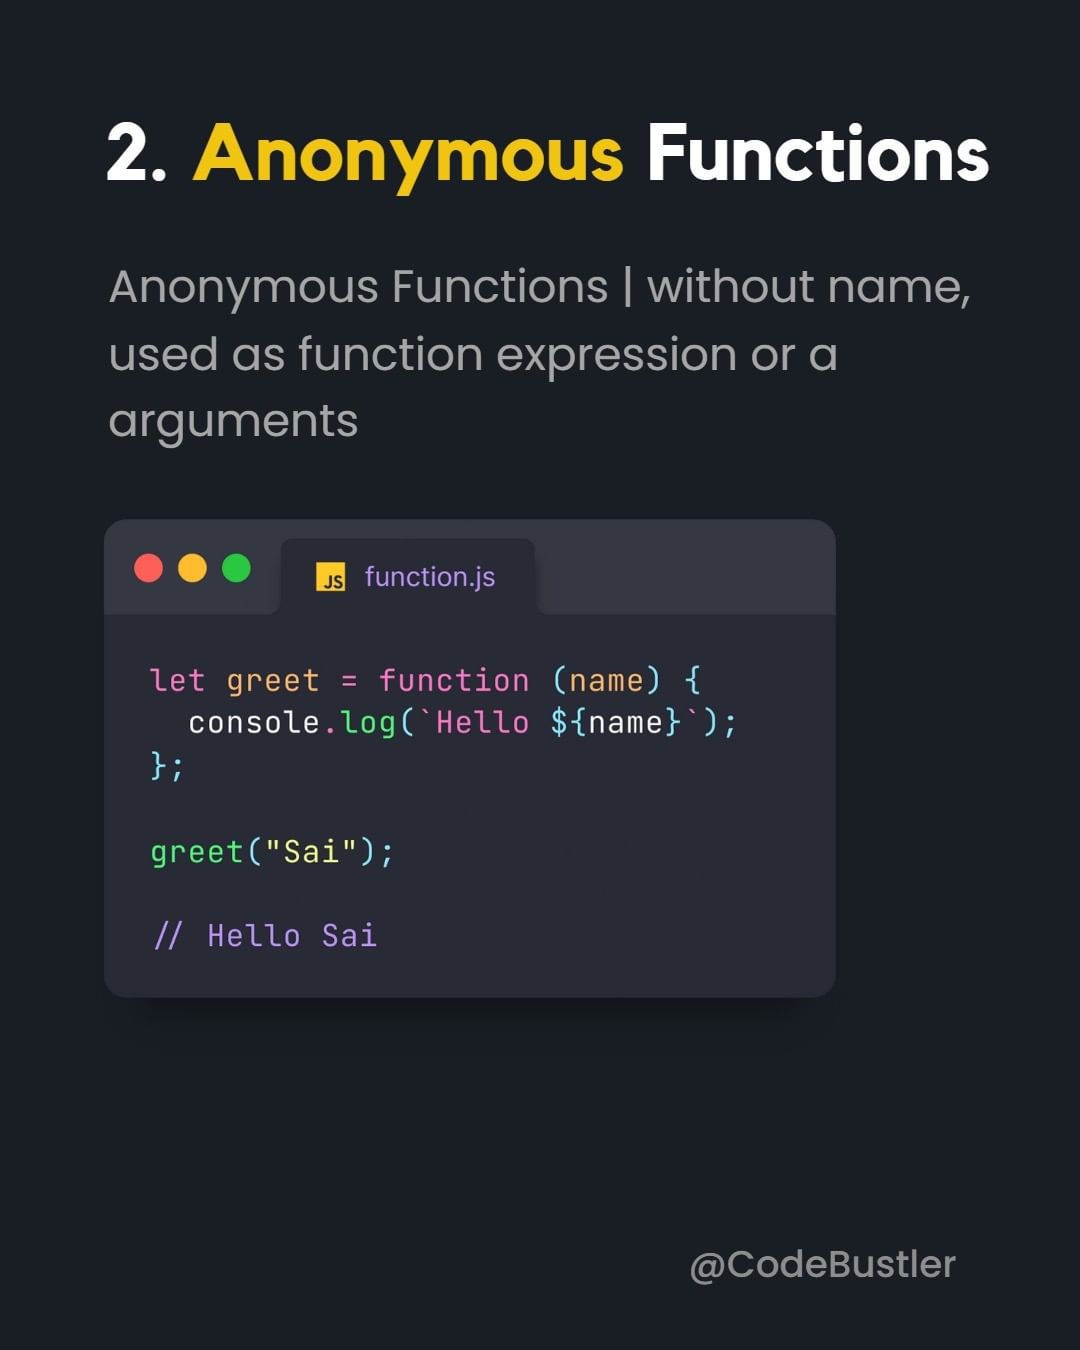 2. Anonymous Functions
Anonymous Functions | without name,
used as function expression or a
arguments
JS function.js
let greet = function (name) {
  console.log(`Hello ${name}`);
};
greet("Sai");
// Hello Sai
@CodeBustler